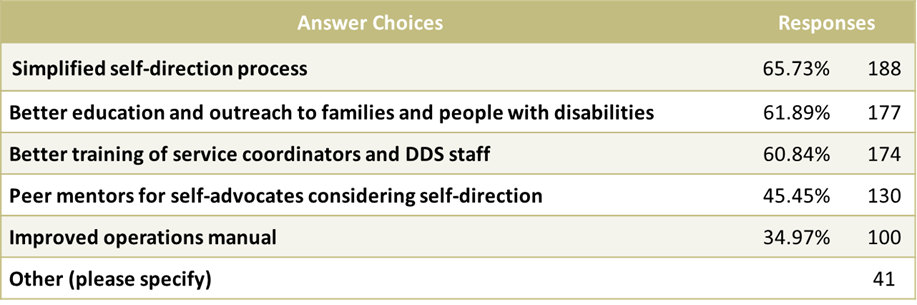 Answer Choices Responses
Simplified self-direction process 65.73% 188
Better education and outreach to families and people with disabilities 61.89% 177
Better training of service coordinators and DDS staff 60.84% 174
Peer mentors for self-advocates considering self-direction 45.45% 130
Improved operations manual 34.97% 100
Other (please specify) 41